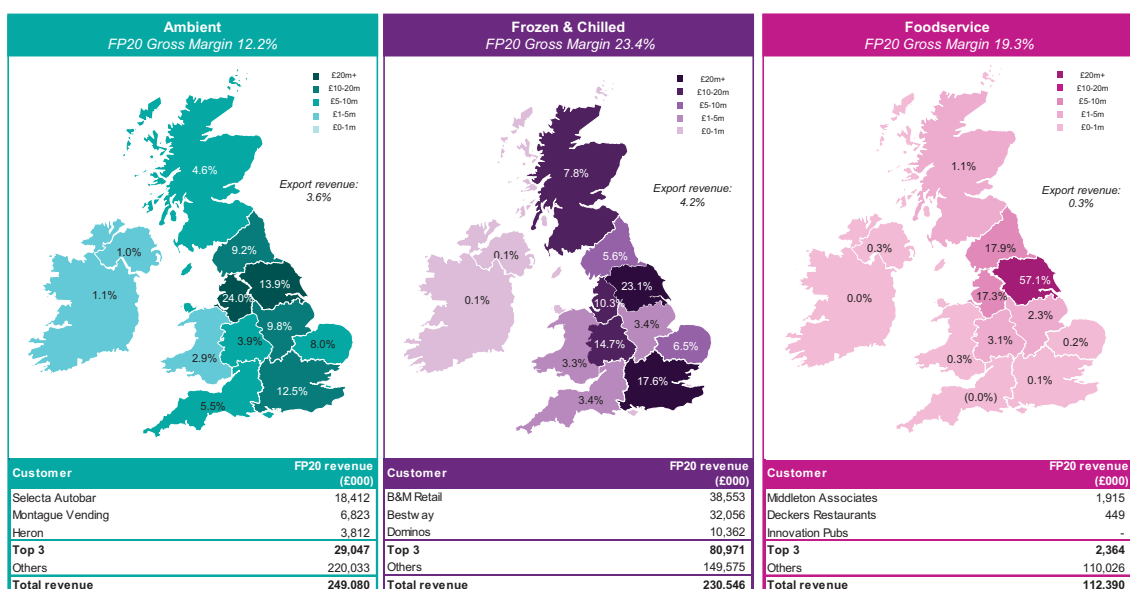 Ambient
FP20 Gross Margin 12.2%
£20m+
£10-20m
£5-10m
£1-5m
£0-1m
4.6%
Export revenue:
3.6%
1.0%
9.2%
1.1%
13.9%
24.0%
9.8%
3.9%
8.0%
2.9%
12.5%
5.5%
Customer
FP20 revenue
(£000)
Selecta Autobar 18,412
Montague Vending 6,823
Heron 3,812
Top 3 29,047
Others 220,033
Total revenue 249,080
Frozen & Chilled
FP20 Gross Margin 23.4%
£20m+
£10-20m
£5-10m
£1-5m
£0-1m
7.8%
Export revenue:
4.2%
0.1%
5.6%
0.1%
23.1%
10.3%
3.4%
14.7%
6.5%
3.3%
17.6%
3.4%
Customer
FP20 revenue
(£000)
B&M Retail 38,553
Bestway 32,056
Dominos 10,362
Top 3 80,971
Others 149,575
Total revenue 230,546
Foodservice
FP20 Gross Margin 19.3%
£20m+
£10-20m
£5-10m
£1-5m
£0-1m
1.1%
Export revenue:
0.3%
0.3%
17.9%
0.0%
57.1%
17.3%
2.3%
3.1%
0.2%
0.3%
0.1%
(0.0%)
Customer
FP20 revenue
(£000)
Middleton Associates 1,915
Deckers Restaurants 449
Innovation Pubs -
Top 3 2,364
Others 110,026
Total revenue 112,390